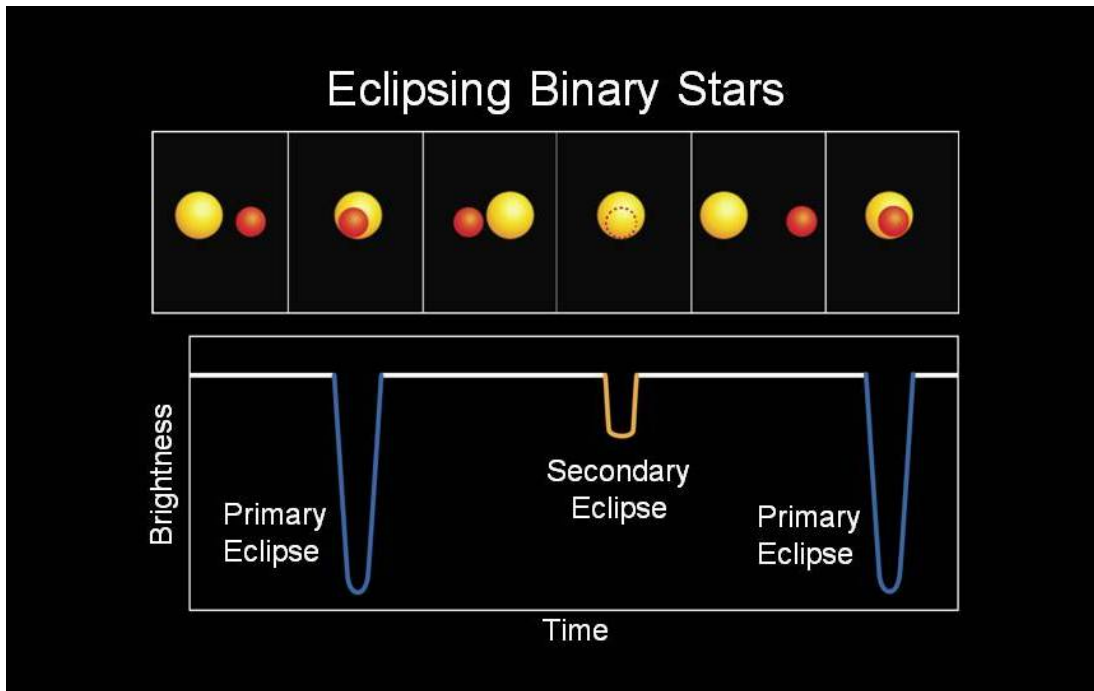 Eclipsing Binary Stars
Brightness
Primary
Eclipse
Secondary
Eclipse
Primary
Eclipse
Time